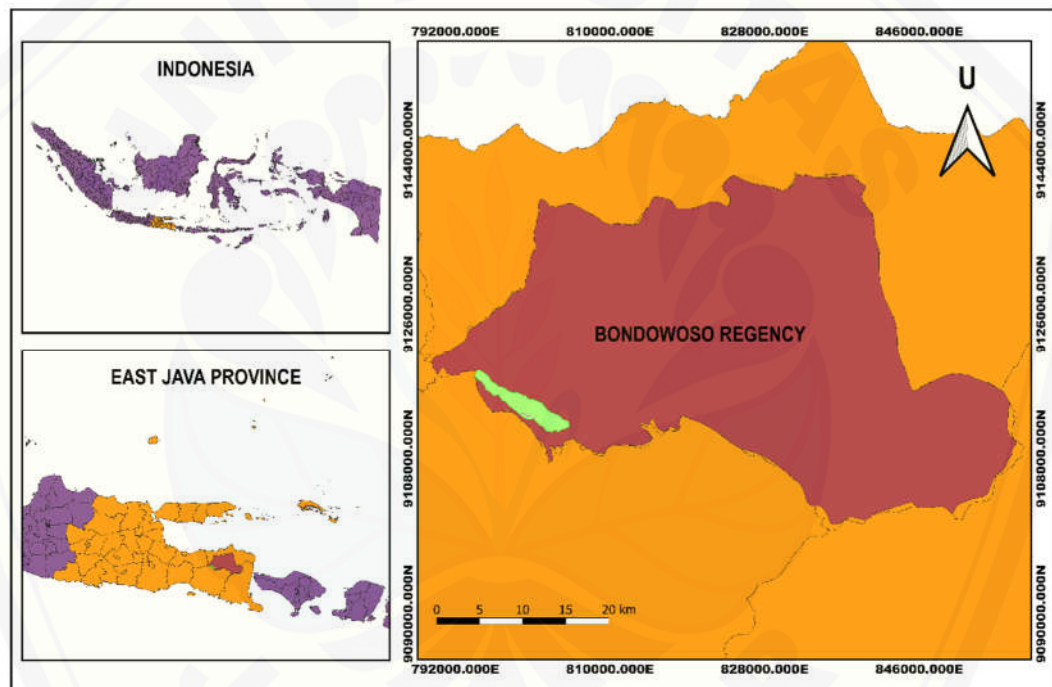 INDONESIA
EAST JAVA PROVINCE
792000.000E 810000.000E 828000.000E 846000.000E
9144000.000N
9126000.000N
9108000.000N
9090000.000N
9144000.000N
9126000.000N
9108000.000N
9090000.000N
U
BONDOWOSO REGENCY
0 5 10 15 20 km
792000.000E 810000.000E 828000.000E 846000.000E